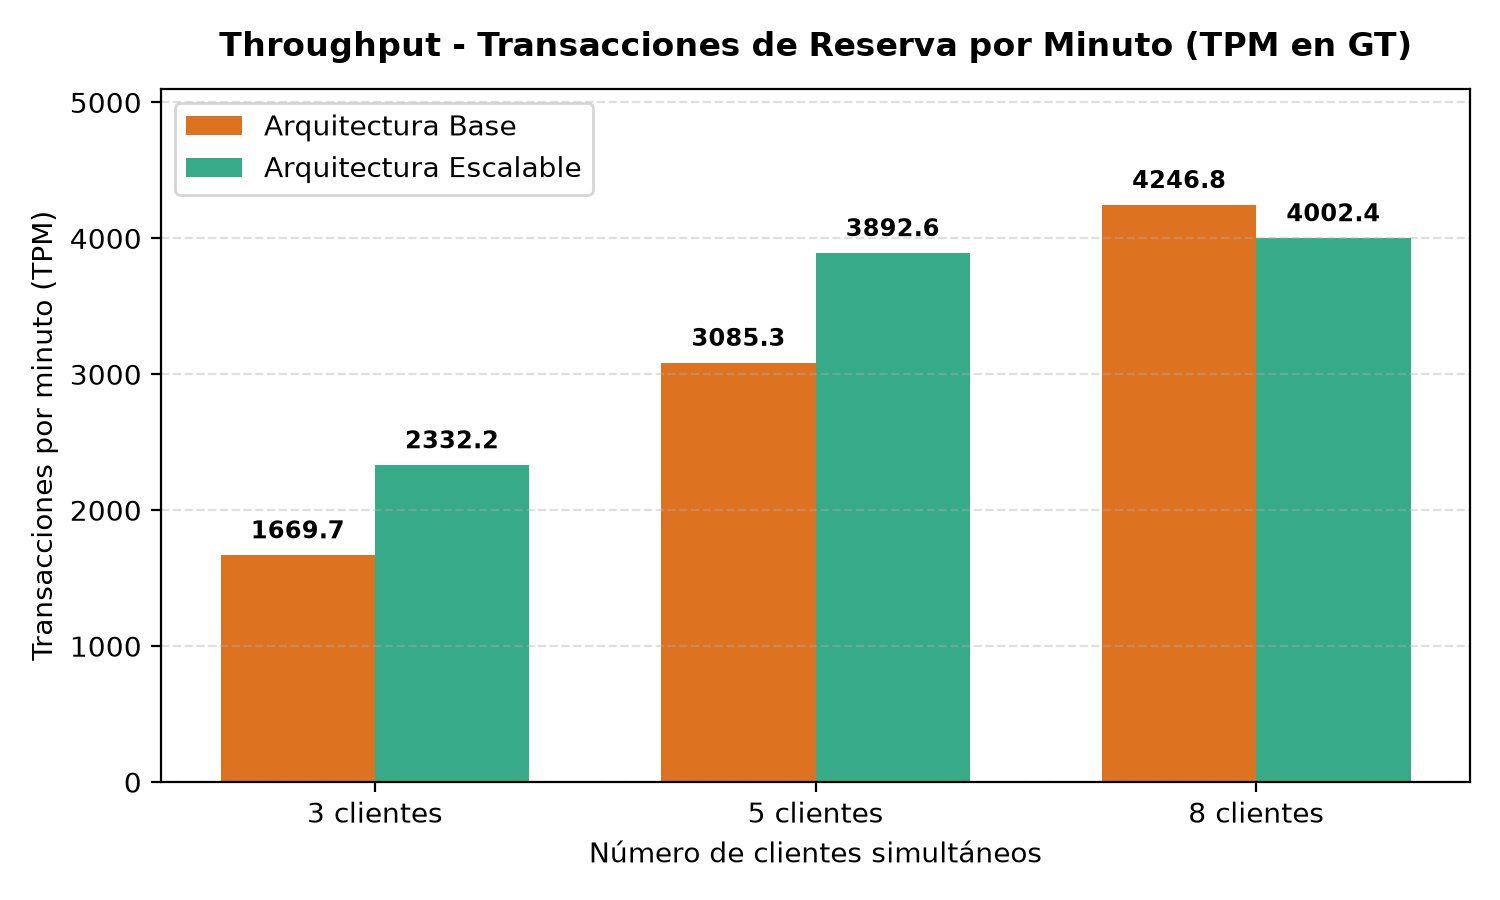 Throughput - Transacciones de Reserva por Minuto (TPM en GT)
Arquitectura Base
Arquitectura Escalable
Transacciones por minuto (TPM)
5000
4000
3000
2000
1000
0
1669.7
2332.2
3085.3
3892.6
4246.8
4002.4
3 clientes
5 clientes
8 clientes
Número de clientes simultáneos